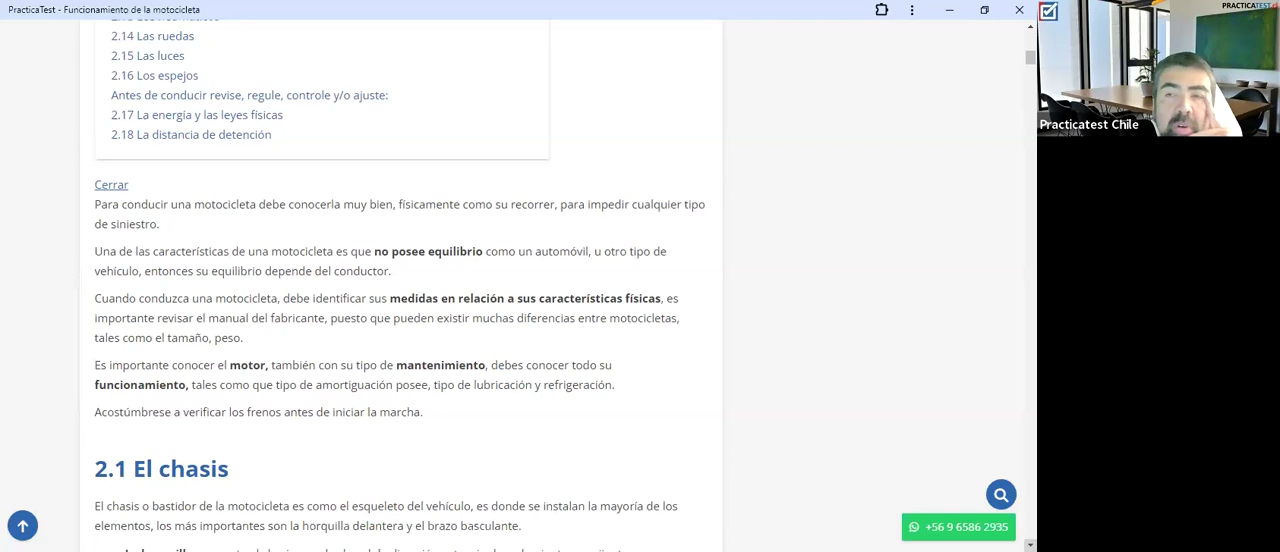 PracticaTest - Funcionamiento de la motocicleta
PRACTICATEST.cl
2.14 Las ruedas
2.15 Las luces
2.16 Los espejos
Antes de conducir revise, regule, controle y/o ajuste:
2.17 La energía y las leyes físicas
2.18 La distancia de detención
Practicatest Chile
Cerrar
Para conducir una motocicleta debe conocerla muy bien, físicamente como su recorrer, para impedir cualquier tipo
de siniestro.
Una de las características de una motocicleta es que no posee equilibrio como un automóvil, u otro tipo de
vehículo, entonces su equilibrio depende del conductor.
Cuando conduzca una motocicleta, debe identificar sus medidas en relación a sus características físicas, es
importante revisar el manual del fabricante, puesto que pueden existir muchas diferencias entre motocicletas,
tales como el tamaño, peso.
Es importante conocer el motor, también con su tipo de mantenimiento, debes conocer todo su
funcionamiento, tales como que tipo de amortiguación posee, tipo de lubricación y refrigeración.
Acostúmbrese a verificar los frenos antes de iniciar la marcha.
2.1 El chasis
El chasis o bastidor de la motocicleta es como el esqueleto del vehículo, es donde se instalan la mayoría de los
elementos, los más importantes son la horquilla delantera y el brazo basculante.
+56 9 6586 2935